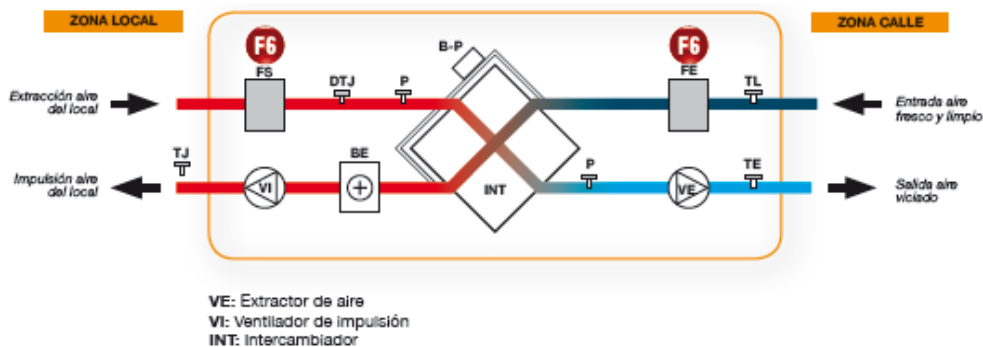 ZONA LOCAL
ZONA CALLE
F6
F6
FS
DTJ
P
B-P
FE
TL
Extracción aire
del local
Entrada aire
fresco y limpio
TJ
BE
P
TE
Impulsión aire
del local
VI
INT
VE
Salida aire
viciado
VE: Extractor de aire
VI: Ventilador de impulsión
INT: Intercambiador